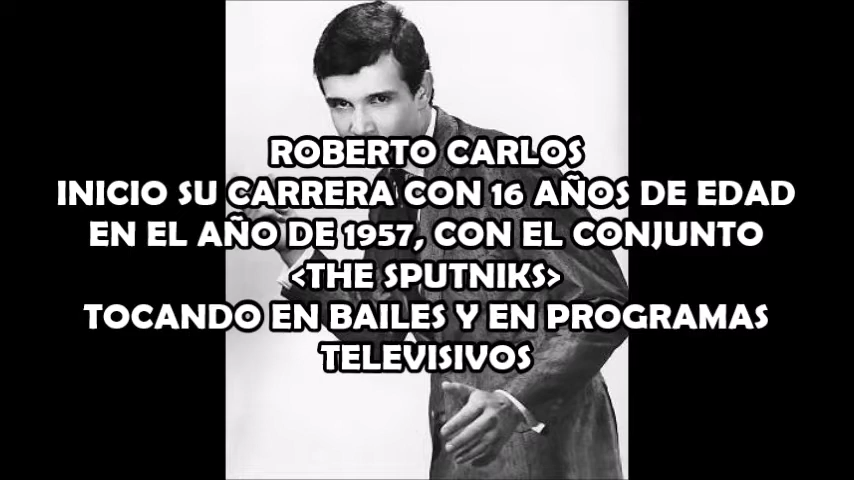 ROBERTO CARLOS
INICIO SU CARRERA CON 16 AÑOS DE EDAD
EN EL AÑO DE 1957, CON EL CONJUNTO
<THE SPUTNIKS>
TOCANDO EN BAILES Y EN PROGRAMAS
TELEVISIVOS